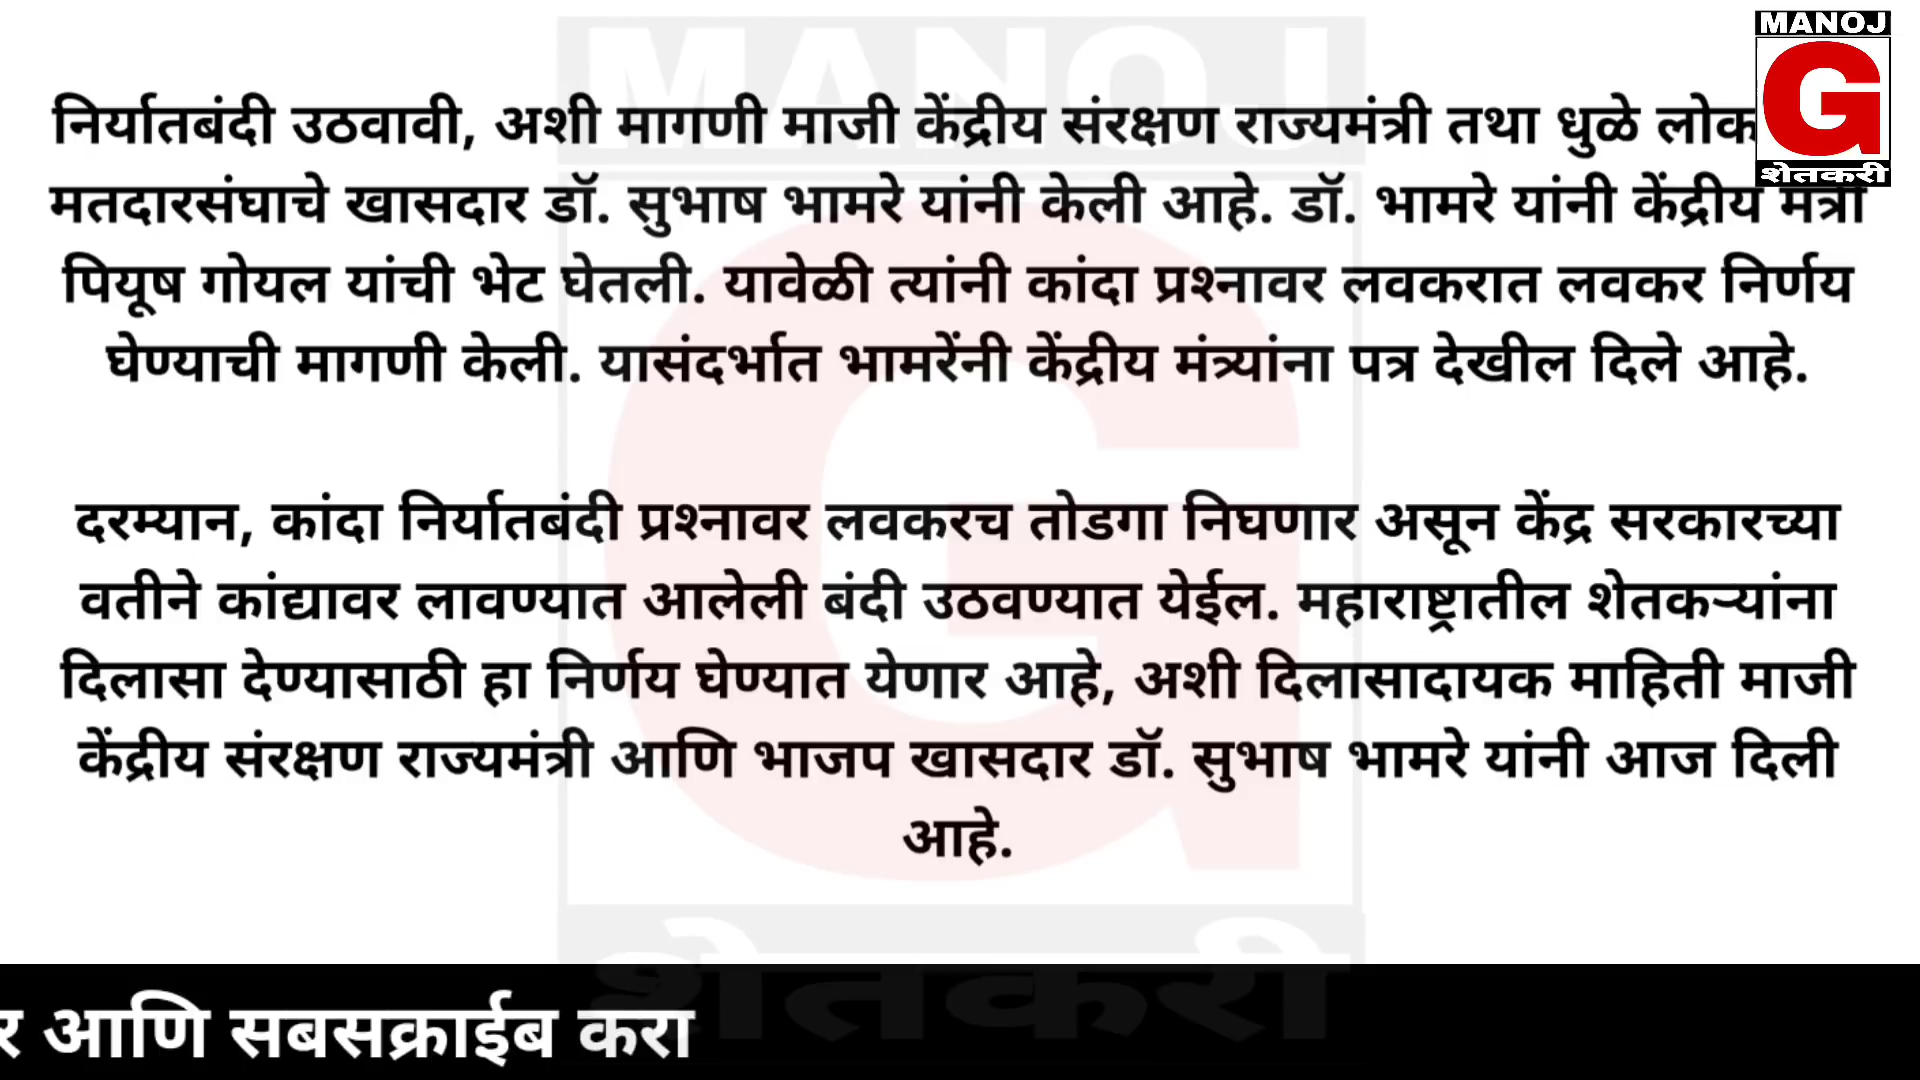 MANOJ
G
शेतकरी
निर्यातबंदी उठवावी, अशी मागणी माजी केंद्रीय संरक्षण राज्यमंत्री तथा धुळे
मतदारसंघाचे खासदार डॉ. सुभाष भामरे यांनी केली आहे. डॉ. भामरे यांनी केंद्रीय मंत्री
पियूष गोयल यांची भेट घेतली. यावेळी त्यांनी कांदा प्रश्नावर लवकरात लवकर निर्णय
घेण्याची मागणी केली. यासंदर्भात भामरेंनी केंद्रीय मंत्र्यांना पत्र देखील दिले आहे.
दरम्यान, कांदा निर्यातबंदी प्रश्नावर लवकरच तोडगा निघणार असून केंद्र सरकारच्या
वतीने कांद्यावर लावण्यात आलेली बंदी उठवण्यात येईल. महाराष्ट्रातील शेतकऱ्यांना
दिलासा देण्यासाठी हा निर्णय घेण्यात येणार आहे, अशी दिलासादायक माहिती माजी
केंद्रीय संरक्षण राज्यमंत्री आणि भाजप खासदार डॉ. सुभाष भामरे यांनी आज दिली
आहे.
आणि सबसक्राईब करा